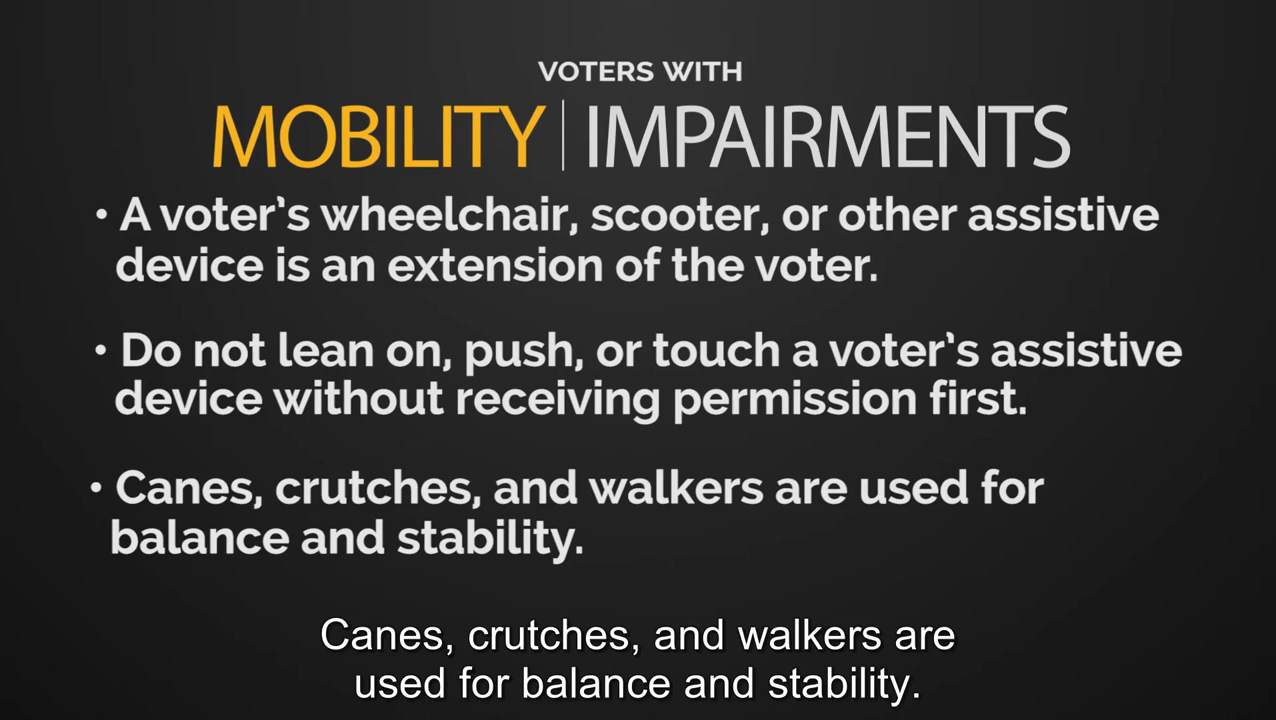 VOTERS WITH
MOBILITY | IMPAIRMENTS
• A voter’s wheelchair, scooter, or other assistive
device is an extension of the voter.
• Do not lean on, push, or touch a voter’s assistive
device without receiving permission first.
• Canes, crutches, and walkers are used for
balance and stability.
Canes, crutches, and walkers are
used for balance and stability.